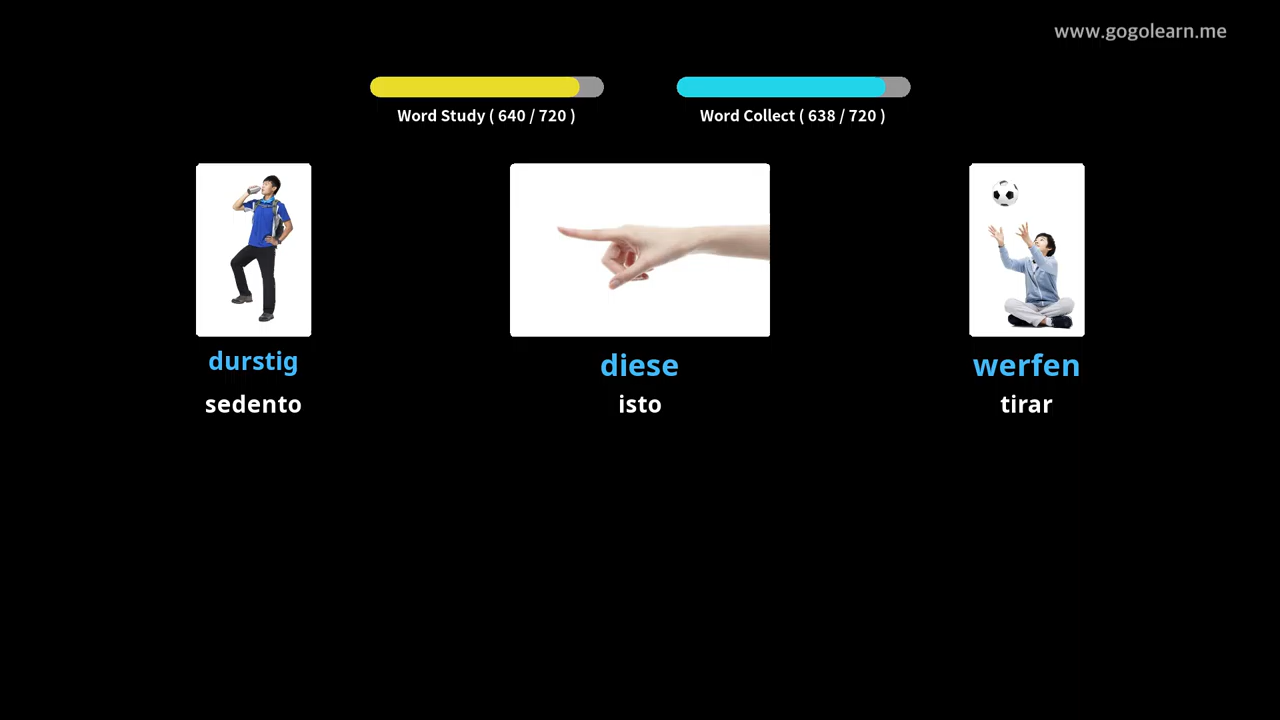 www.gogolearn.me
Word Study ( 640 / 720 )
Word Collect ( 638 / 720 )
durstig
diese
werfen
sedento
isto
tirar